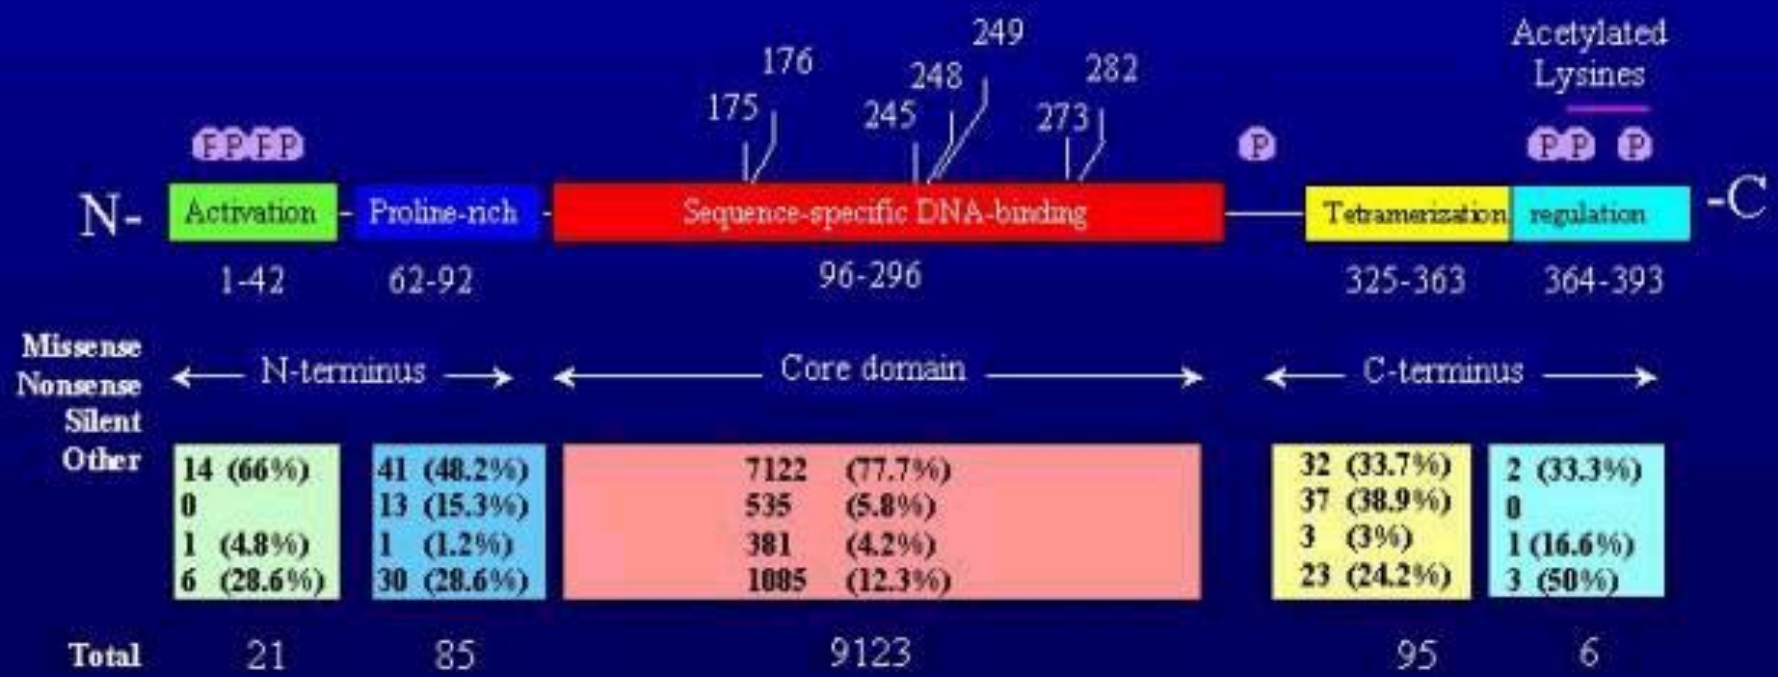 249
176
248
282
175
245
273
Acetylated
Lysines
P P P P
P
P P P
N-
Activation
Proline-rich
Sequence-specific DNA-binding
Tetramerization
regulation
-C
1-42
62-92
96-296
325-363
364-393
Missense
Nonsense
Silent
Other
N-terminus
Core domain
C-terminus
14 (66%)
0
1 (4.8%)
6 (28.6%)
41 (48.2%)
13 (15.3%)
1 (1.2%)
30 (28.6%)
7122 (77.7%)
535 (5.8%)
381 (4.2%)
1085 (12.3%)
32 (33.7%)
37 (38.9%)
3 (3%)
23 (24.2%)
2 (33.3%)
0
1 (16.6%)
3 (50%)
Total 21 85 9123 95 6